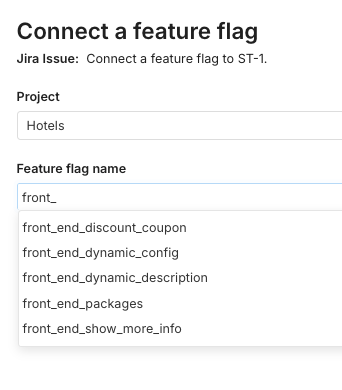 Connect a feature flag
Jira Issue: Connect a feature flag to ST-1.
Project
Hotels
Feature flag name
front_
front_end_discount_coupon
front_end_dynamic_config
front_end_dynamic_description
front_end_packages
front_end_show_more_info